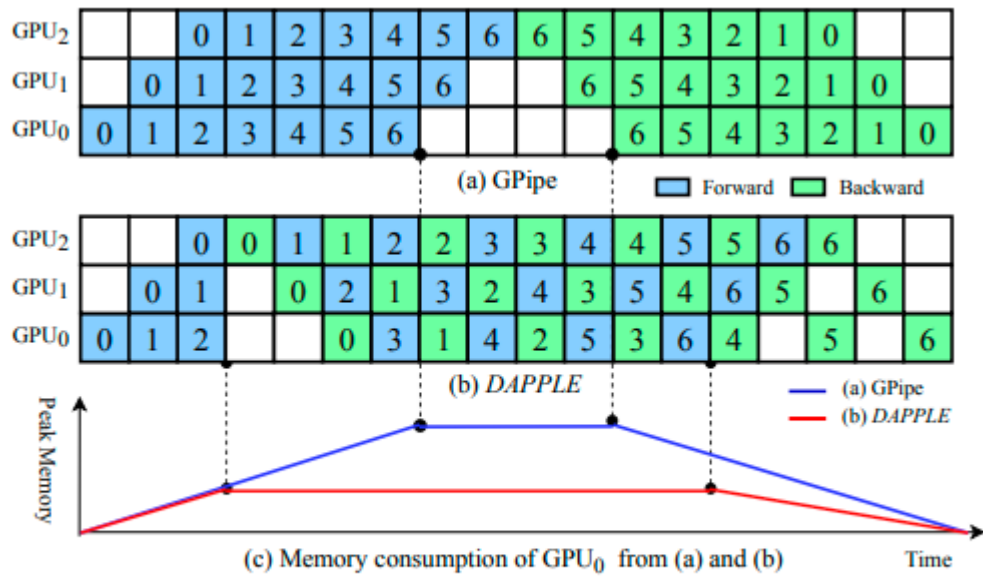 GPU2 0 1 2 3 4 5 6 6 5 4 3 2 1 0
GPU1 0 1 2 3 4 5 6 6 5 4 3 2 1 0
GPU0 0 1 2 3 4 5 6 6 5 4 3 2 1 0
(a) GPipe
Forward Backward
GPU2 0 0 1 1 2 2 3 3 4 4 5 5 6 6
GPU1 0 1 0 2 1 3 2 4 3 5 4 6 5 6
GPU0 0 1 2 0 3 1 4 2 5 3 6 4 5 6
(b) DAPPLE
(a) GPipe
(b) DAPPLE
Peak Memory
(c) Memory consumption of GPU0 from (a) and (b)
Time